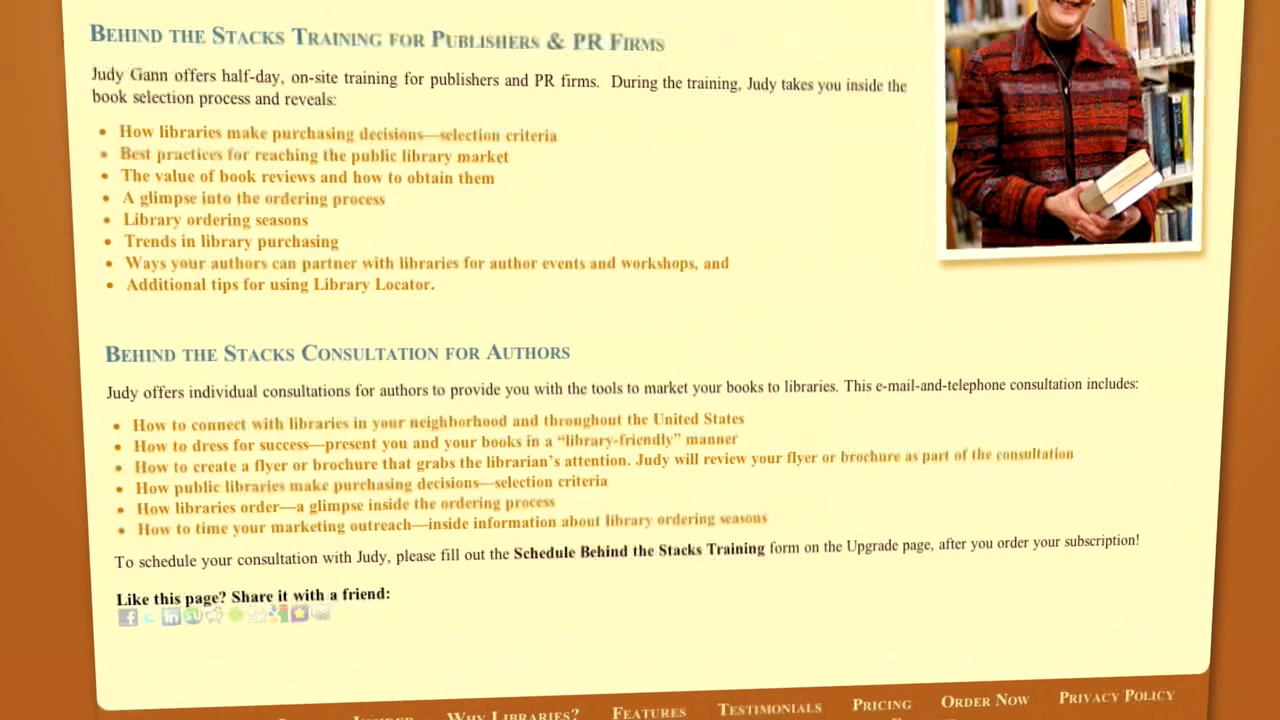 Behind the Stacks Training for Publishers & PR Firms
Judy Gann offers half-day, on-site training for publishers and PR firms. During the training, Judy takes you inside the
book selection process and reveals:
• How libraries make purchasing decisions—selection criteria
• Best practices for reaching the public library market
• The value of book reviews and how to obtain them
• A glimpse into the ordering process
• Library ordering seasons
• Trends in library purchasing
• Ways your authors can partner with libraries for author events and workshops, and
• Additional tips for using Library Locator.
Behind the Stacks Consultation for Authors
Judy offers individual consultations for authors to provide you with the tools to market your books to libraries. This e-mail-and-telephone consultation includes:
• How to connect with libraries in your neighborhood and throughout the United States
• How to dress for success—present you and your books in a “library-friendly” manner
• How to create a flyer or brochure that grabs the librarian’s attention. Judy will review your flyer or brochure as part of the consultation
• How public libraries make purchasing decisions—selection criteria
• How libraries order—a glimpse inside the ordering process
• How to time your marketing outreach—inside information about library ordering seasons
To schedule your consultation with Judy, please fill out the Schedule Behind the Stacks Training form on the Upgrade page, after you order your subscription!
Like this page? Share it with a friend:
Why Libraries? Features Testimonials Pricing Order Now Privacy Policy